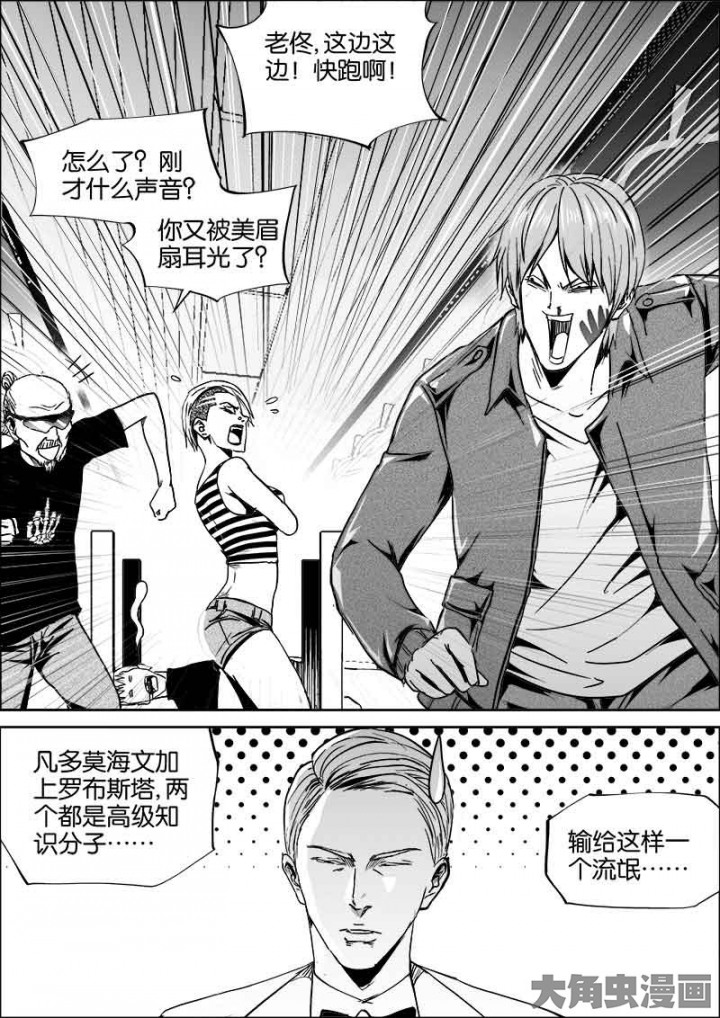 老佟,这边这
边！快跑啊！
怎么了？刚
才什么声音？
你又被美眉
扇耳光了？
凡多莫海文加
上罗布斯塔,两
个都是高级知
识分子……
输给这样一
个流氓……
大角虫漫画